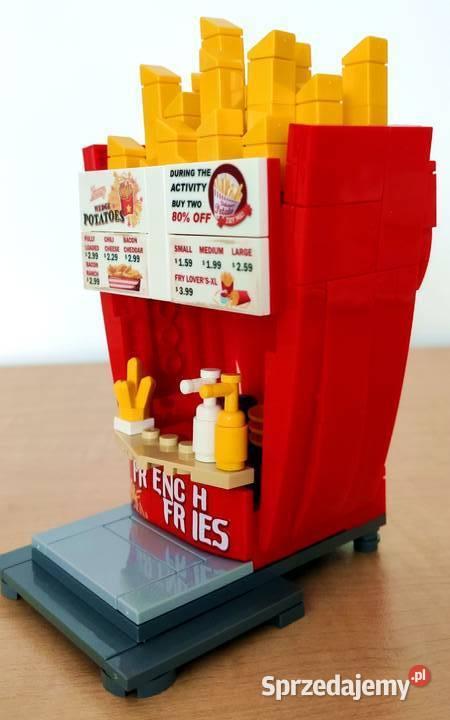 WEDGE
POTATOES
FULLY LOADED $2.99
CHILI CHEESE $2.29
BACON CHEDDAR $2.99
BACON RANCH $2.99
DURING THE
ACTIVITY
BUY TWO
80% OFF
SMALL MEDIUM LARGE
$1.59 $1.99 $2.59
FRY LOVER'S-XL
$3.99
FRENCH
FRIES
Sprzedajemy.pl